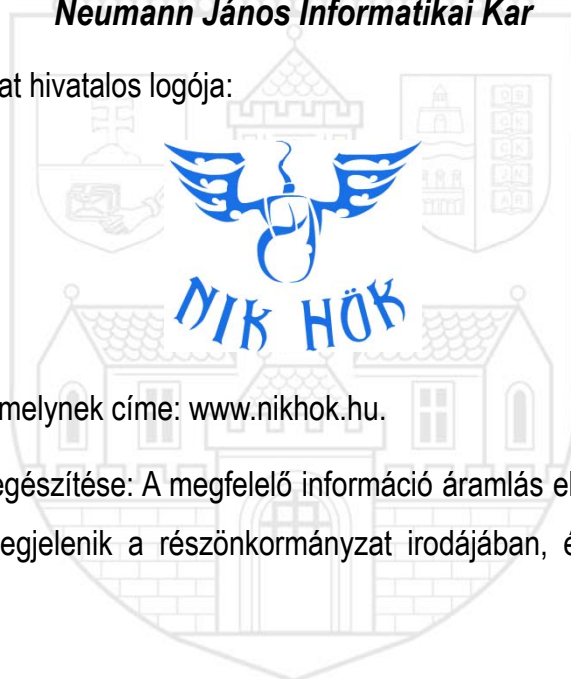 Neumann János Informatikai Kar
at hivatalos logója:
NIK HÖK
melynek címe: www.nikhok.hu.
egészítése: A megfelelő információ áramlás el
egjelenik a részönkormányzat irodájában, é